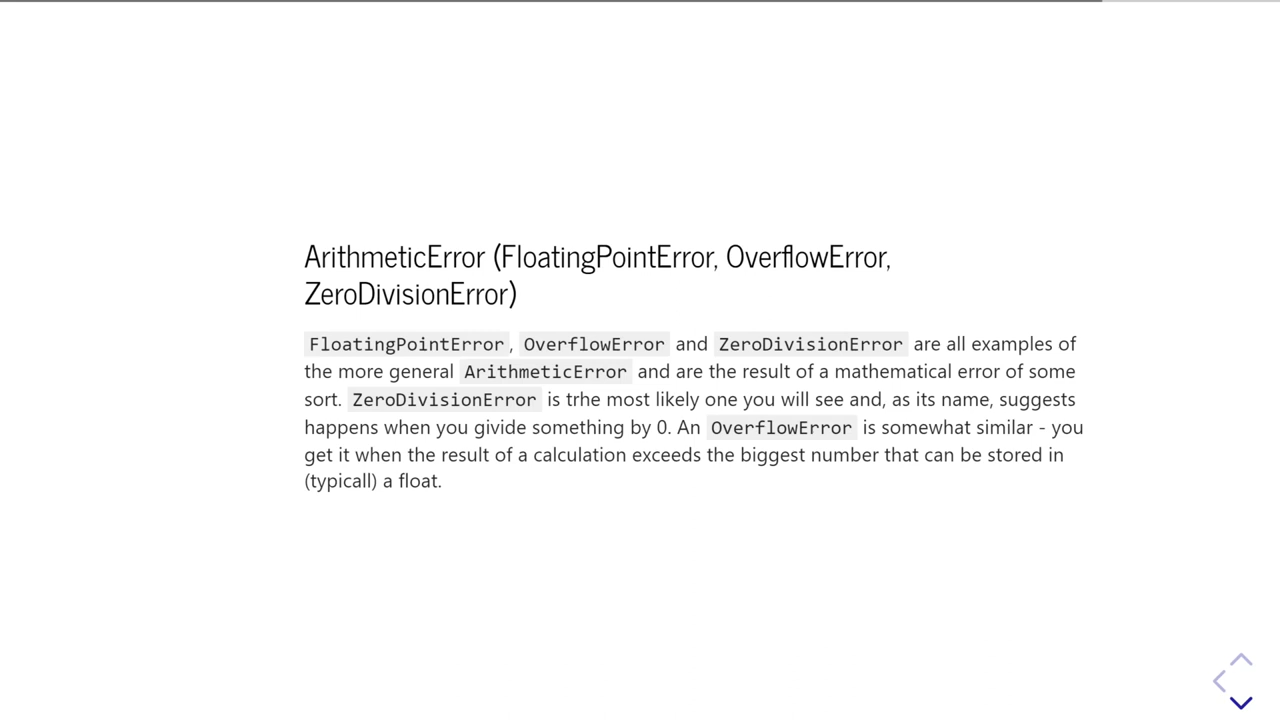 ArithmeticError (FloatingPointError, OverflowError,
ZeroDivisionError)
FloatingPointError, OverflowError and ZeroDivisionError are all examples of
the more general ArithmeticError and are the result of a mathematical error of some
sort. ZeroDivisionError is trhe most likely one you will see and, as its name, suggests
happens when you givide something by 0. An OverflowError is somewhat similar - you
get it when the result of a calculation exceeds the biggest number that can be stored in
(typicall) a float.